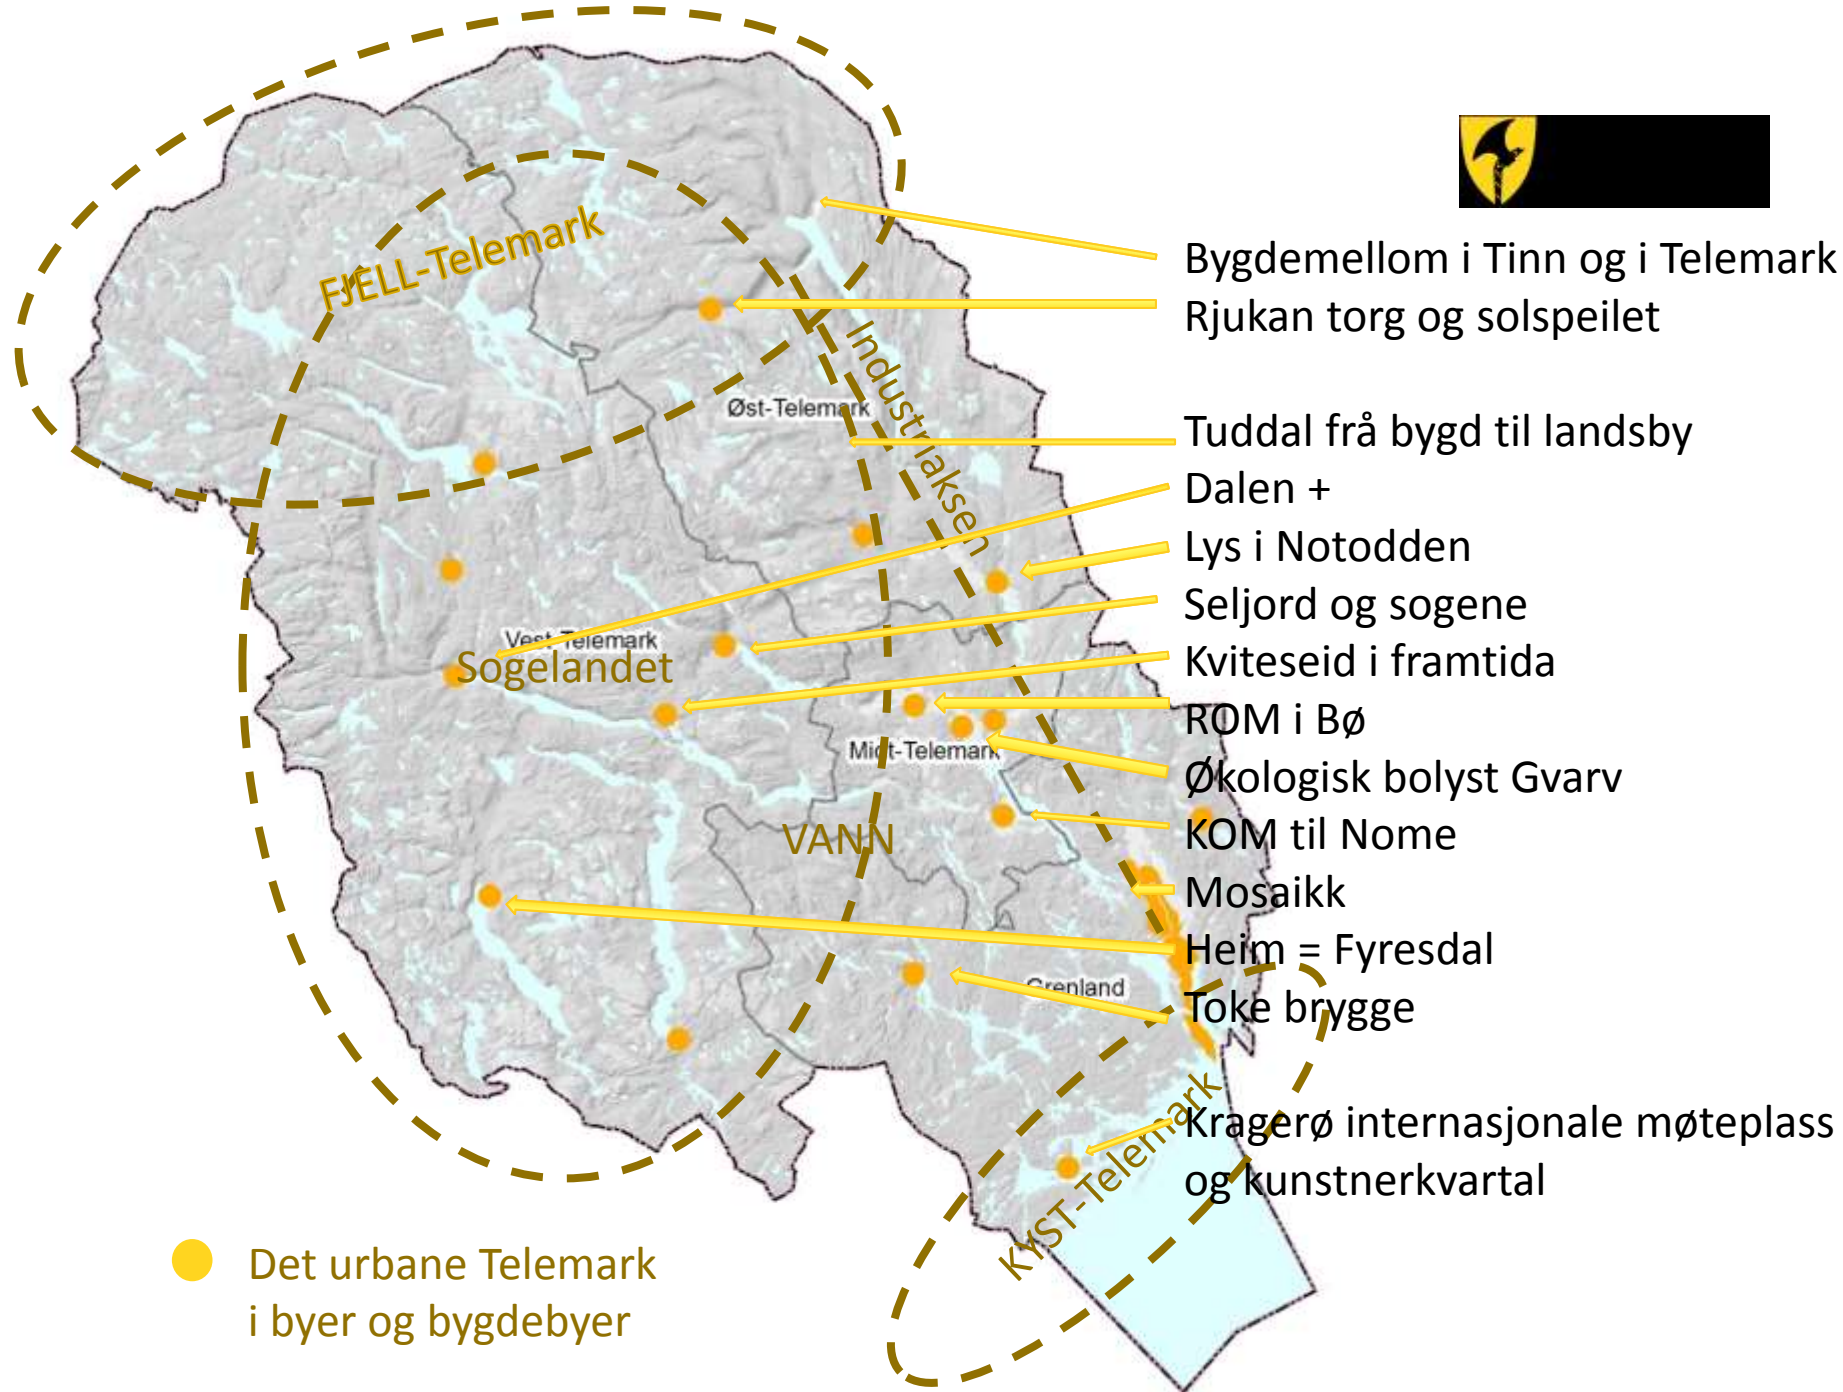 FJELL-Telemark
Industriaksen
Øst-Telemark
Vest-Telemark
Sogelandet
Midt-Telemark
VANN
Grenland
KYST-Telemark
Bygdemellom i Tinn og i Telemark
Rjukan torg og solspeilet
Tuddal frå bygd til landsby
Dalen +
Lys i Notodden
Seljord og sogene
Kviteseid i framtida
ROM i Bø
Økologisk bolyst Gvarv
KOM til Nome
Mosaikk
Heim = Fyresdal
Toke brygge
Kragerø internasjonale møteplass
og kunstnerkvartal
Det urbane Telemark
i byer og bygdebyer